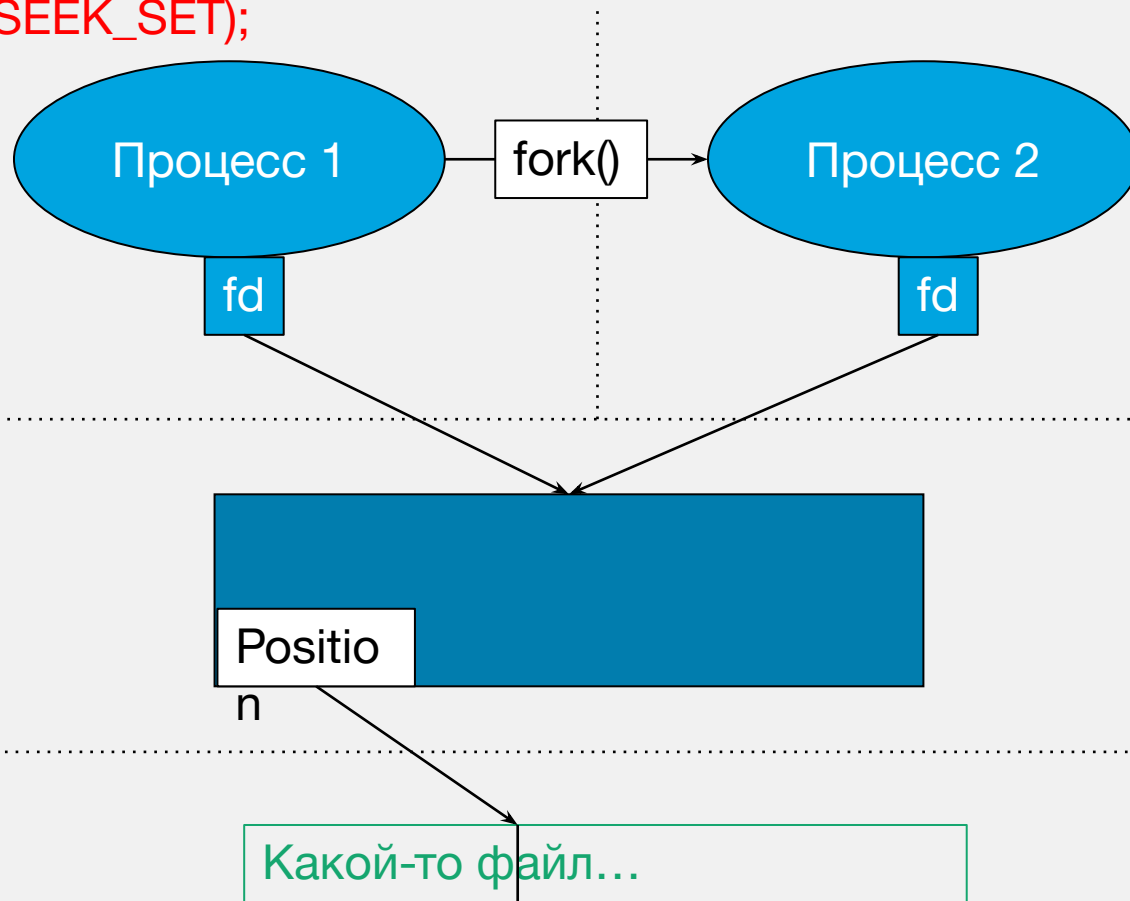 SEEK_SET);
Процесс 1
fork()
Процесс 2
fd
fd
Positio
n
Какой-то файл…